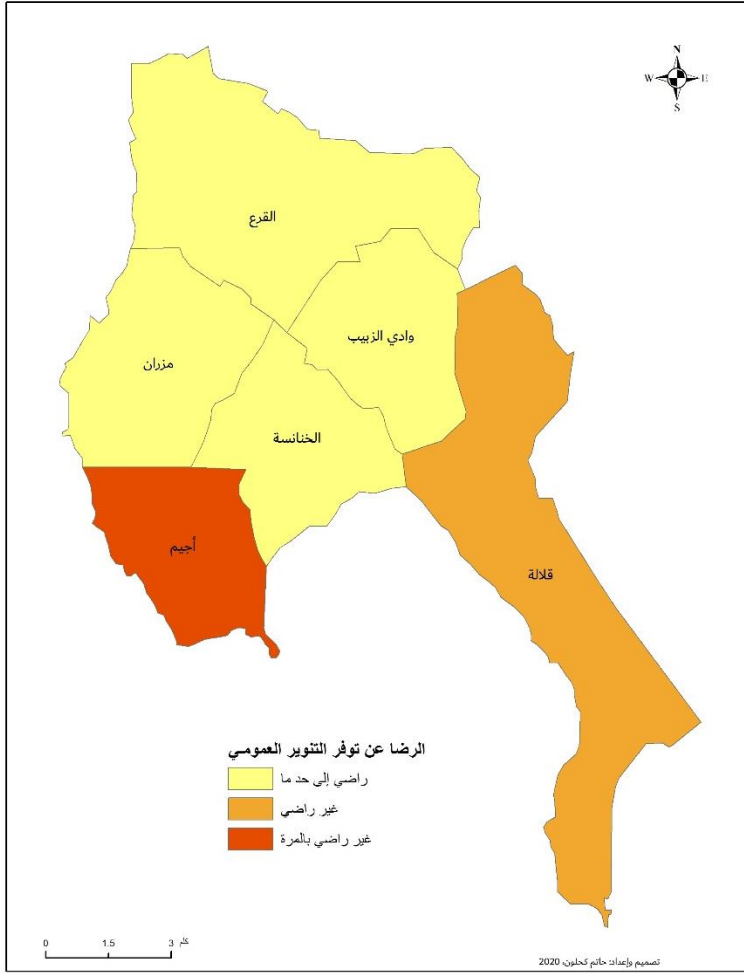 N
W E
S
القرع
وادي الزبيب
مزران
الخنانسة
أجيم
قلالة
الرضا عن توفر التنوير العمومي
راضي إلى حد ما
غير راضي
غير راضي بالمرة
0 1.5 3 كلم
تصميم وإعداد: حاتم كحلون، 2020